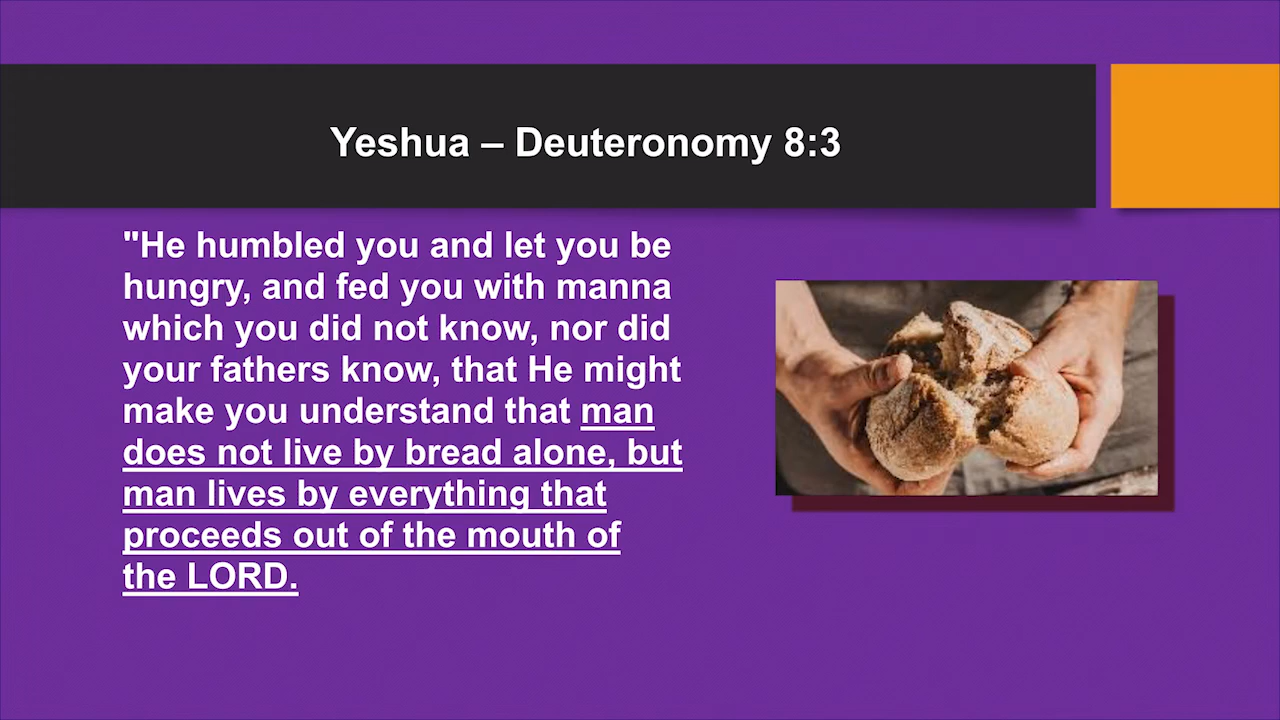 Yeshua – Deuteronomy 8:3
"He humbled you and let you be
hungry, and fed you with manna
which you did not know, nor did
your fathers know, that He might
make you understand that man
does not live by bread alone, but
man lives by everything that
proceeds out of the mouth of
the LORD.